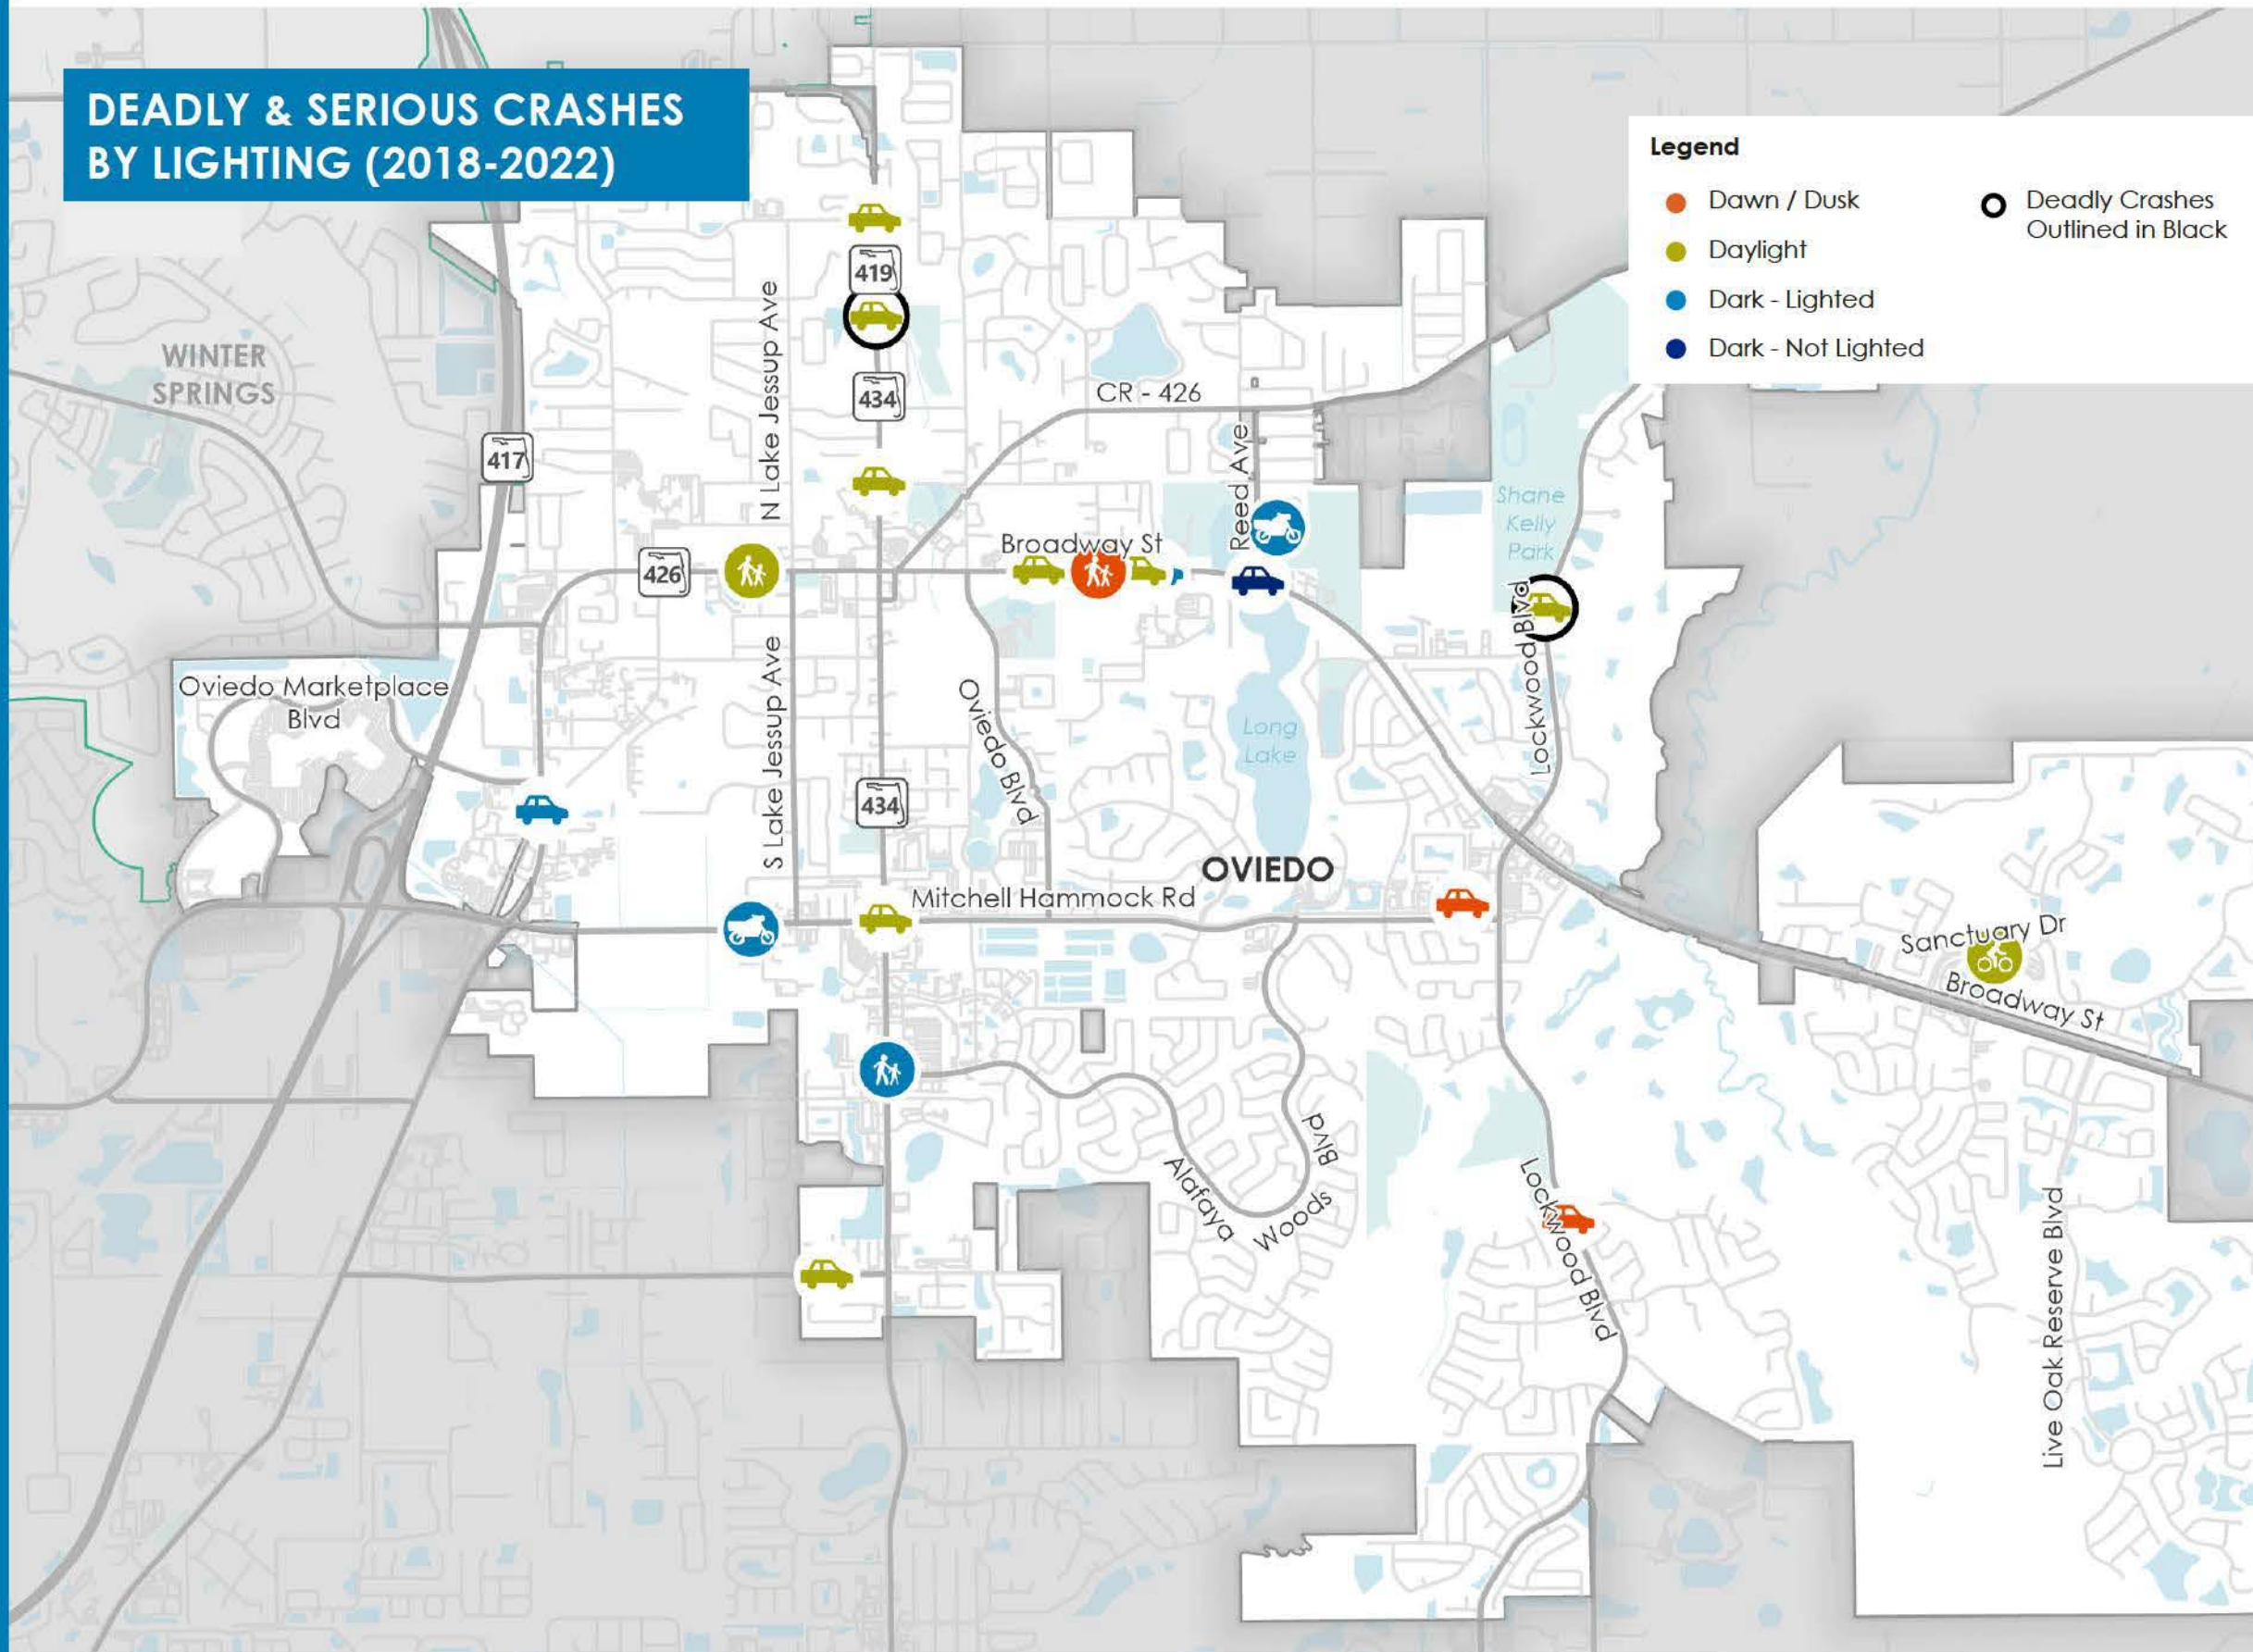 DEADLY & SERIOUS CRASHES
BY LIGHTING (2018-2022)
Legend
Dawn / Dusk
Daylight
Dark - Lighted
Dark - Not Lighted
Deadly Crashes
Outlined in Black
WINTER
SPRINGS
417
419
434
N Lake Jessup Ave
CR - 426
Reed Ave
Shane
Kelly
Park
Broadway St
426
Lockwood Blvd
Oviedo Marketplace
Blvd
S Lake Jessup Ave
Oviedo Blvd
Long
Lake
434
OVIEDO
Mitchell Hammock Rd
Sanctuary Dr
Broadway St
Alafaya
Woods
Blvd
Lockwood Blvd
Live Oak Reserve Blvd